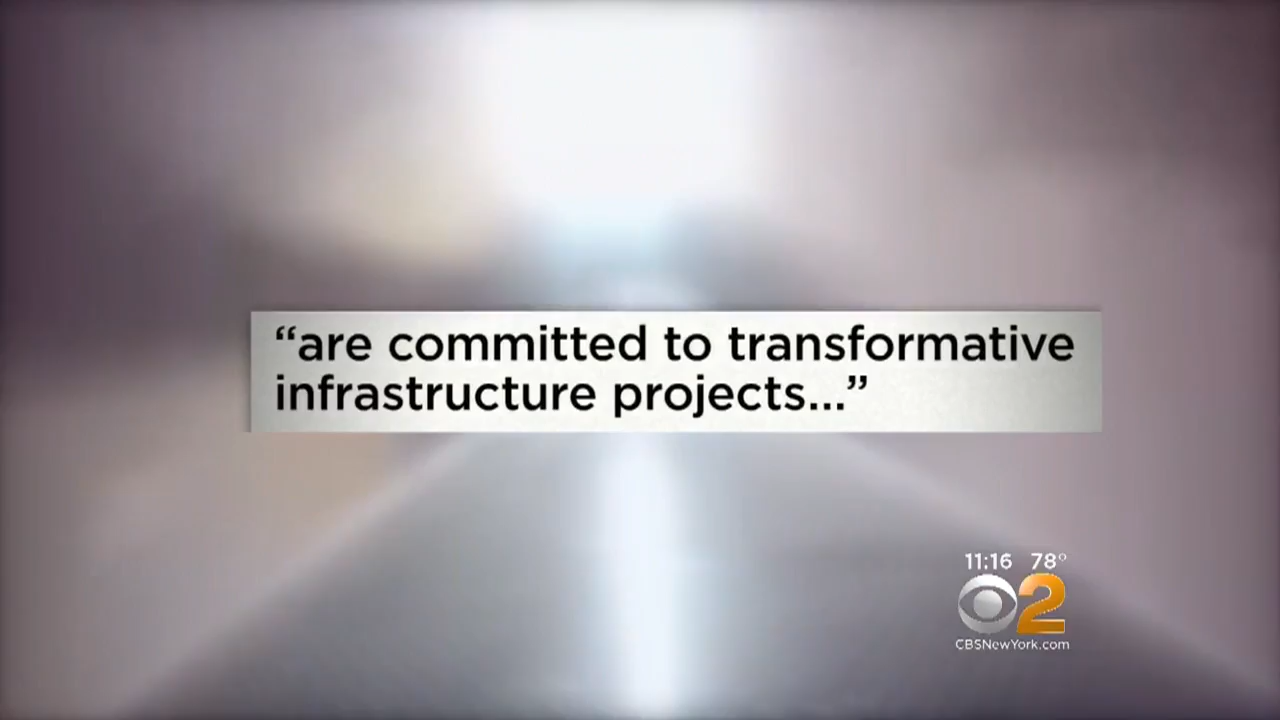 “are committed to transformative
infrastructure projects...”
11:16 78°
2
CBSNewYork.com